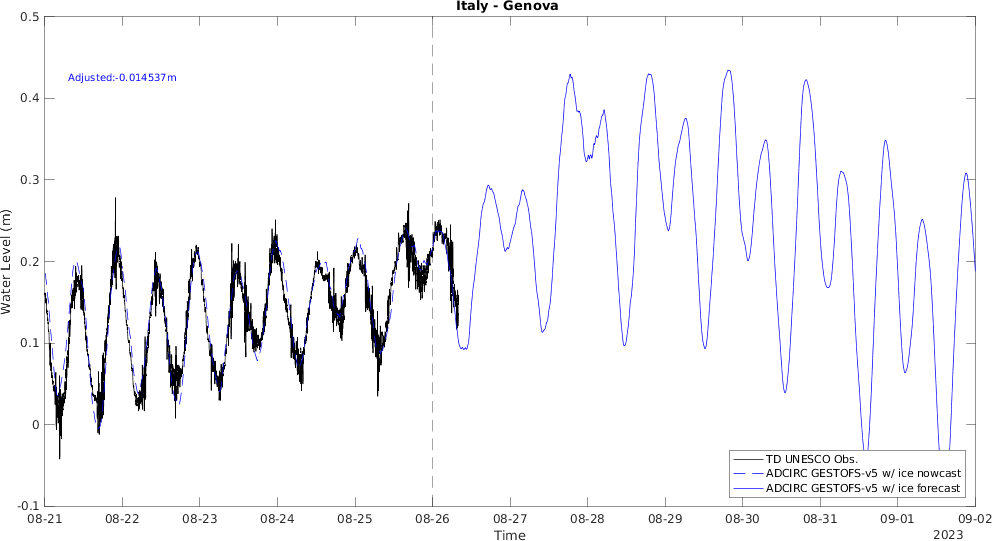 Italy - Genova
Adjusted:-0.014537m
Water Level (m)
0.5
0.4
0.3
0.2
0.1
0
-0.1
08-21 08-22 08-23 08-24 08-25 08-26 08-27 08-28 08-29 08-30 08-31 09-01 09-02
Time
2023
TD UNESCO Obs.
ADCIRC GESTOFS-v5 w/ ice nowcast
ADCIRC GESTOFS-v5 w/ ice forecast